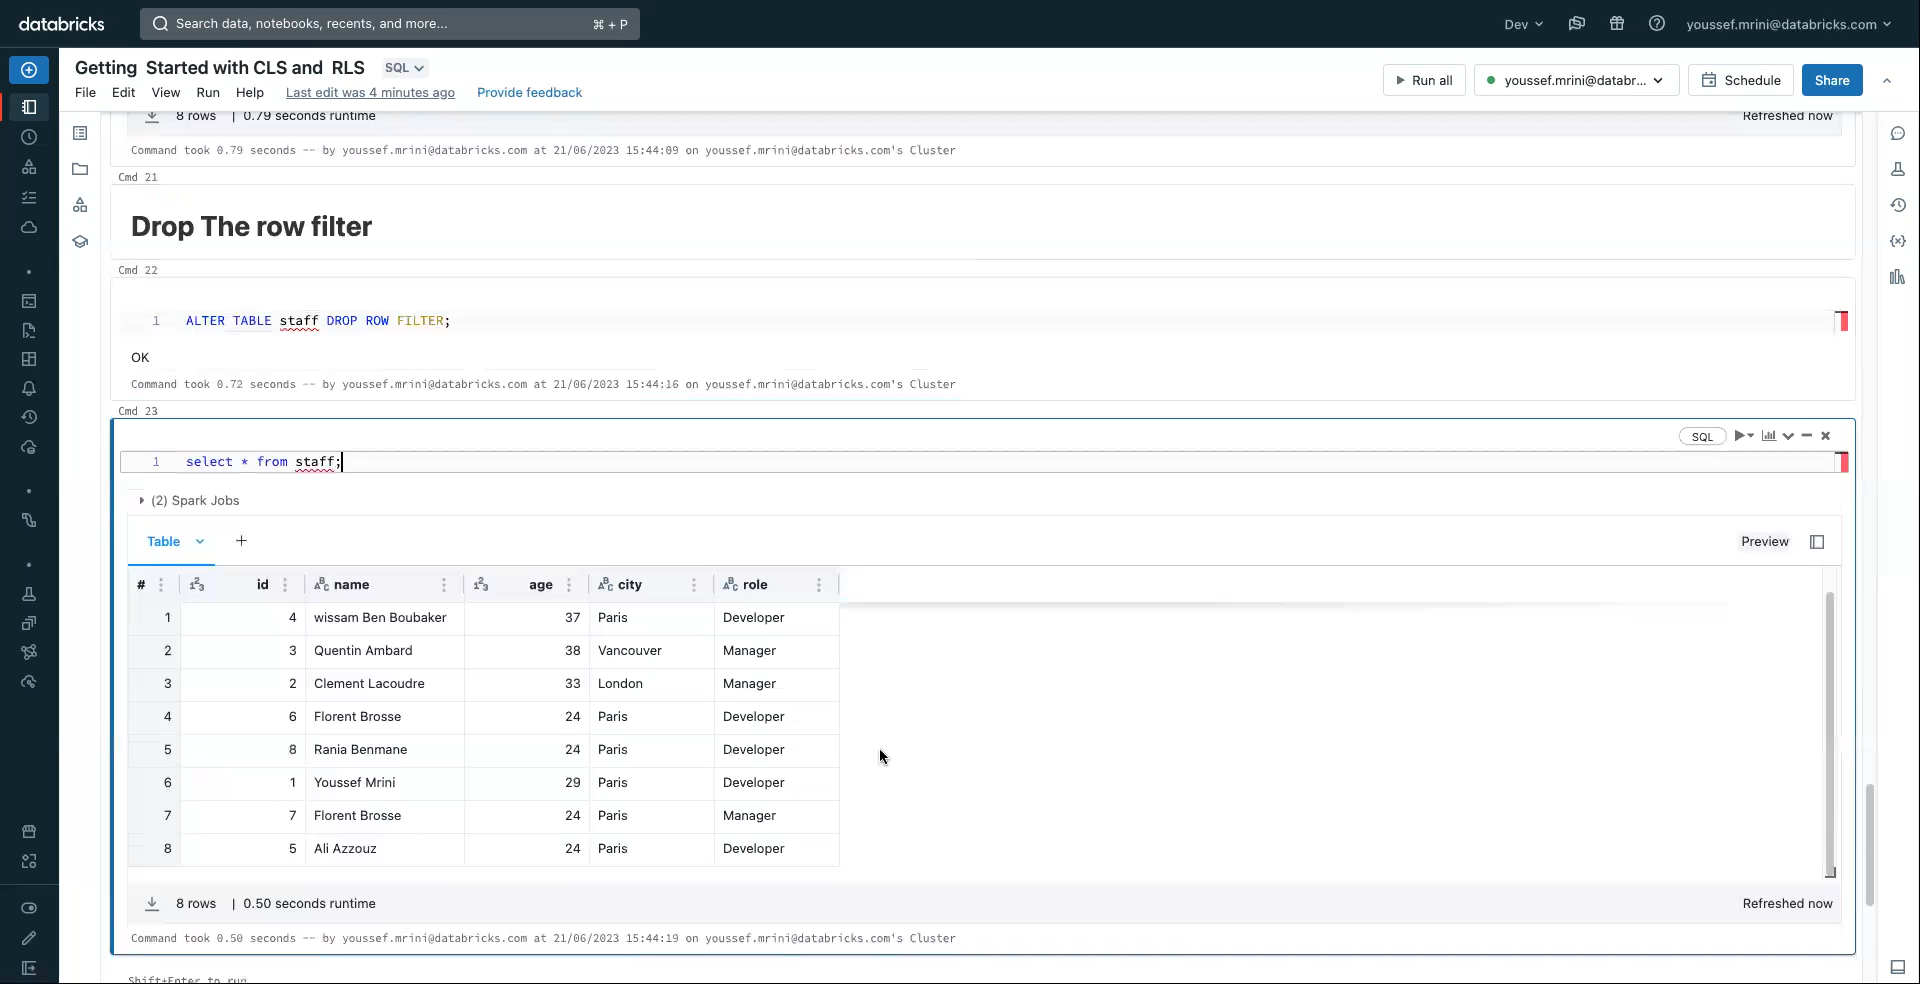 databricks
Search data, notebooks, recents, and more...
⌘ + P
Dev
youssef.mrini@databricks.com
Getting Started with CLS and RLS
SQL
File Edit View Run Help Last edit was 4 minutes ago Provide feedback
Run all
youssef.mrini@databr...
Schedule
Share
8 rows | 0.79 seconds runtime
Refreshed now
Command took 0.79 seconds -- by youssef.mrini@databricks.com at 21/06/2023 15:44:09 on youssef.mrini@databricks.com's Cluster
Cmd 21
Drop The row filter
Cmd 22
1 ALTER TABLE staff DROP ROW FILTER;
OK
Command took 0.72 seconds -- by youssef.mrini@databricks.com at 21/06/2023 15:44:16 on youssef.mrini@databricks.com's Cluster
Cmd 23
SQL
1 select * from staff;
(2) Spark Jobs
Table +
Preview
# id name age city role
1 4 wissam Ben Boubaker 37 Paris Developer
2 3 Quentin Ambard 38 Vancouver Manager
3 2 Clement Lacoudre 33 London Manager
4 6 Florent Brosse 24 Paris Developer
5 8 Rania Benmane 24 Paris Developer
6 1 Youssef Mrini 29 Paris Developer
7 7 Florent Brosse 24 Paris Manager
8 5 Ali Azzouz 24 Paris Developer
8 rows | 0.50 seconds runtime
Refreshed now
Command took 0.50 seconds -- by youssef.mrini@databricks.com at 21/06/2023 15:44:19 on youssef.mrini@databricks.com's Cluster
Shift+Enter to run